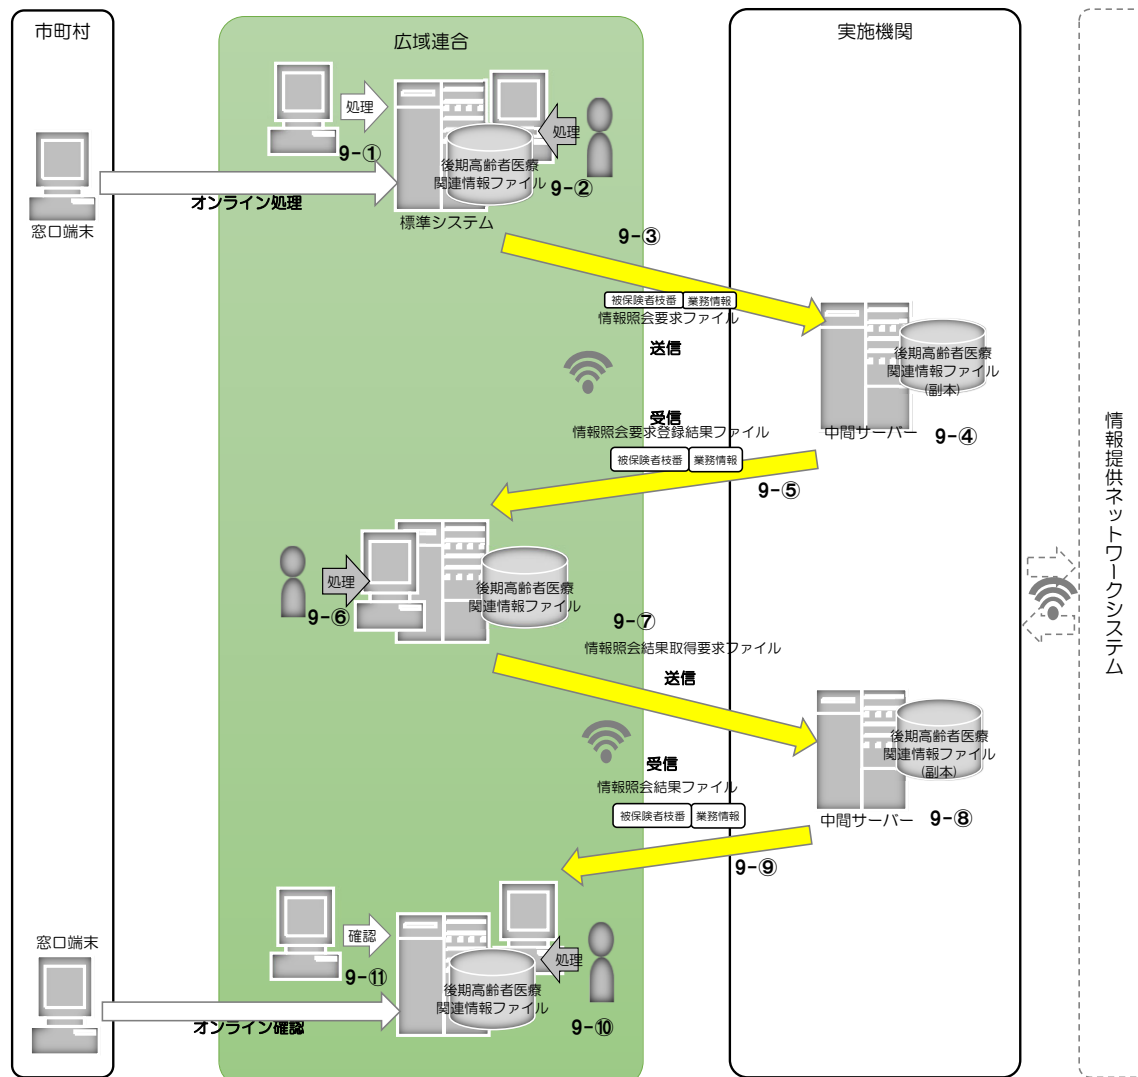 市町村
広域連合
実施機関
処理
9-①
処理
後期高齢者医療
関連情報ファイル
9-②
オンライン処理
窓口端末
標準システム
9-③
被保険者枝番
業務情報
情報照会要求ファイル
送信
後期高齢者医療
関連情報ファイル
(副本)
中間サーバー
9-④
受信
情報照会要求登録結果ファイル
被保険者枝番
業務情報
9-⑤
情報提供ネットワークシステム
処理
9-⑥
後期高齢者医療
関連情報ファイル
9-⑦
情報照会結果取得要求ファイル
送信
後期高齢者医療
関連情報ファイル
(副本)
中間サーバー
9-⑧
受信
情報照会結果ファイル
被保険者枝番
業務情報
9-⑨
窓口端末
確認
9-⑪
処理
後期高齢者医療
関連情報ファイル
9-⑩
オンライン確認